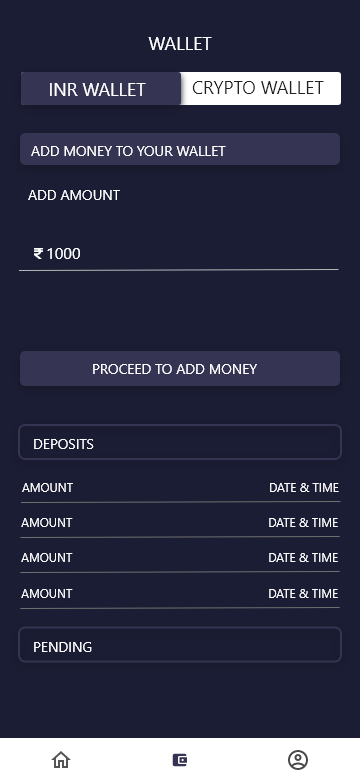 WALLET
INR WALLET CRYPTO WALLET
ADD MONEY TO YOUR WALLET
ADD AMOUNT
₹ 1000
PROCEED TO ADD MONEY
DEPOSITS
AMOUNT DATE & TIME
AMOUNT DATE & TIME
AMOUNT DATE & TIME
AMOUNT DATE & TIME
PENDING